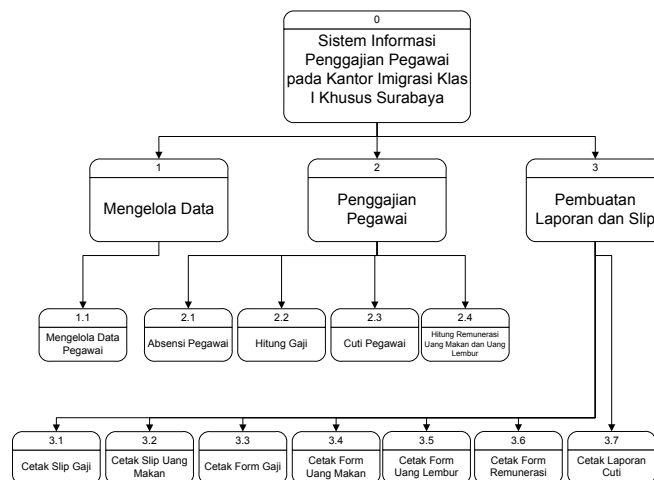 0
Sistem Informasi
Penggajian Pegawai
pada Kantor Imigrasi Klas
I Khusus Surabaya
1
Mengelola Data
2
Penggajian
Pegawai
3
Pembuatan
Laporan dan Slip
1.1
Mengelola Data
Pegawai
2.1
Absensi Pegawai
2.2
Hitung Gaji
2.3
Cuti Pegawai
2.4
Hitung Remunerasi
Uang Makan dan Uang
Lembur
3.1
Cetak Slip Gaji
3.2
Cetak Slip Uang
Makan
3.3
Cetak Form Gaji
3.4
Cetak Form
Uang Makan
3.5
Cetak Form
Uang Lembur
3.6
Cetak Form
Remunerasi
3.7
Cetak Laporan
Cuti